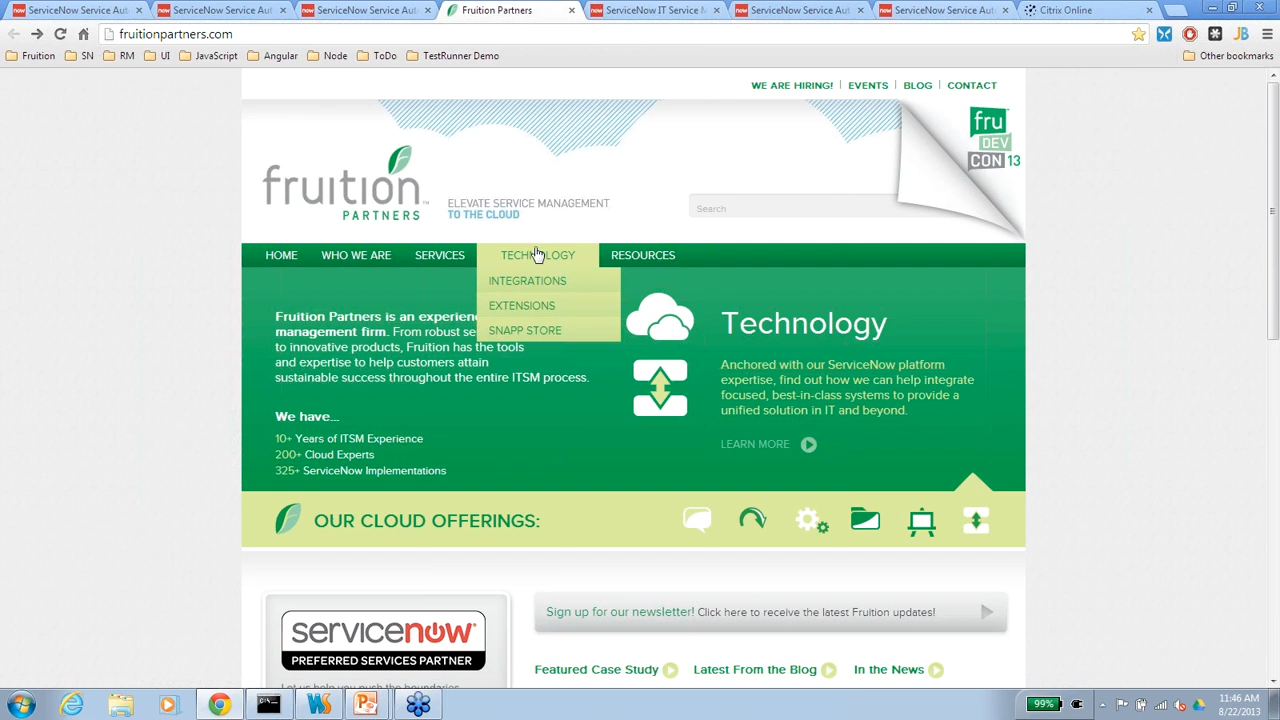 ServiceNow Service Aut
ServiceNow Service Aut
ServiceNow Service Aut
Fruition Partners
ServiceNow IT Service M
ServiceNow Service Aut
ServiceNow Service Aut
Citrix Online
fruitionpartners.com
Fruition
SN
RM
UI
JavaScript
Angular
Node
ToDo
TestRunner Demo
Other bookmarks
WE ARE HIRING!
EVENTS
BLOG
CONTACT
fru
DEV
CON 13
fruition
PARTNERS
ELEVATE SERVICE MANAGEMENT
TO THE CLOUD
Search
HOME
WHO WE ARE
SERVICES
TECHNOLOGY
RESOURCES
INTEGRATIONS
EXTENSIONS
SNAPP STORE
Fruition Partners is an experien
management firm. From robust se
to innovative products, Fruition has the tools
and expertise to help customers attain
sustainable success throughout the entire ITSM process.
We have...
10+ Years of ITSM Experience
200+ Cloud Experts
325+ ServiceNow Implementations
Technology
Anchored with our ServiceNow platform
expertise, find out how we can help integrate
focused, best-in-class systems to provide a
unified solution in IT and beyond.
LEARN MORE
OUR CLOUD OFFERINGS:
servicenow
PREFERRED SERVICES PARTNER
Let us help you push the boundaries
Sign up for our newsletter! Click here to receive the latest Fruition updates!
Featured Case Study
Latest From the Blog
In the News
99%
11:46 AM
8/22/2013